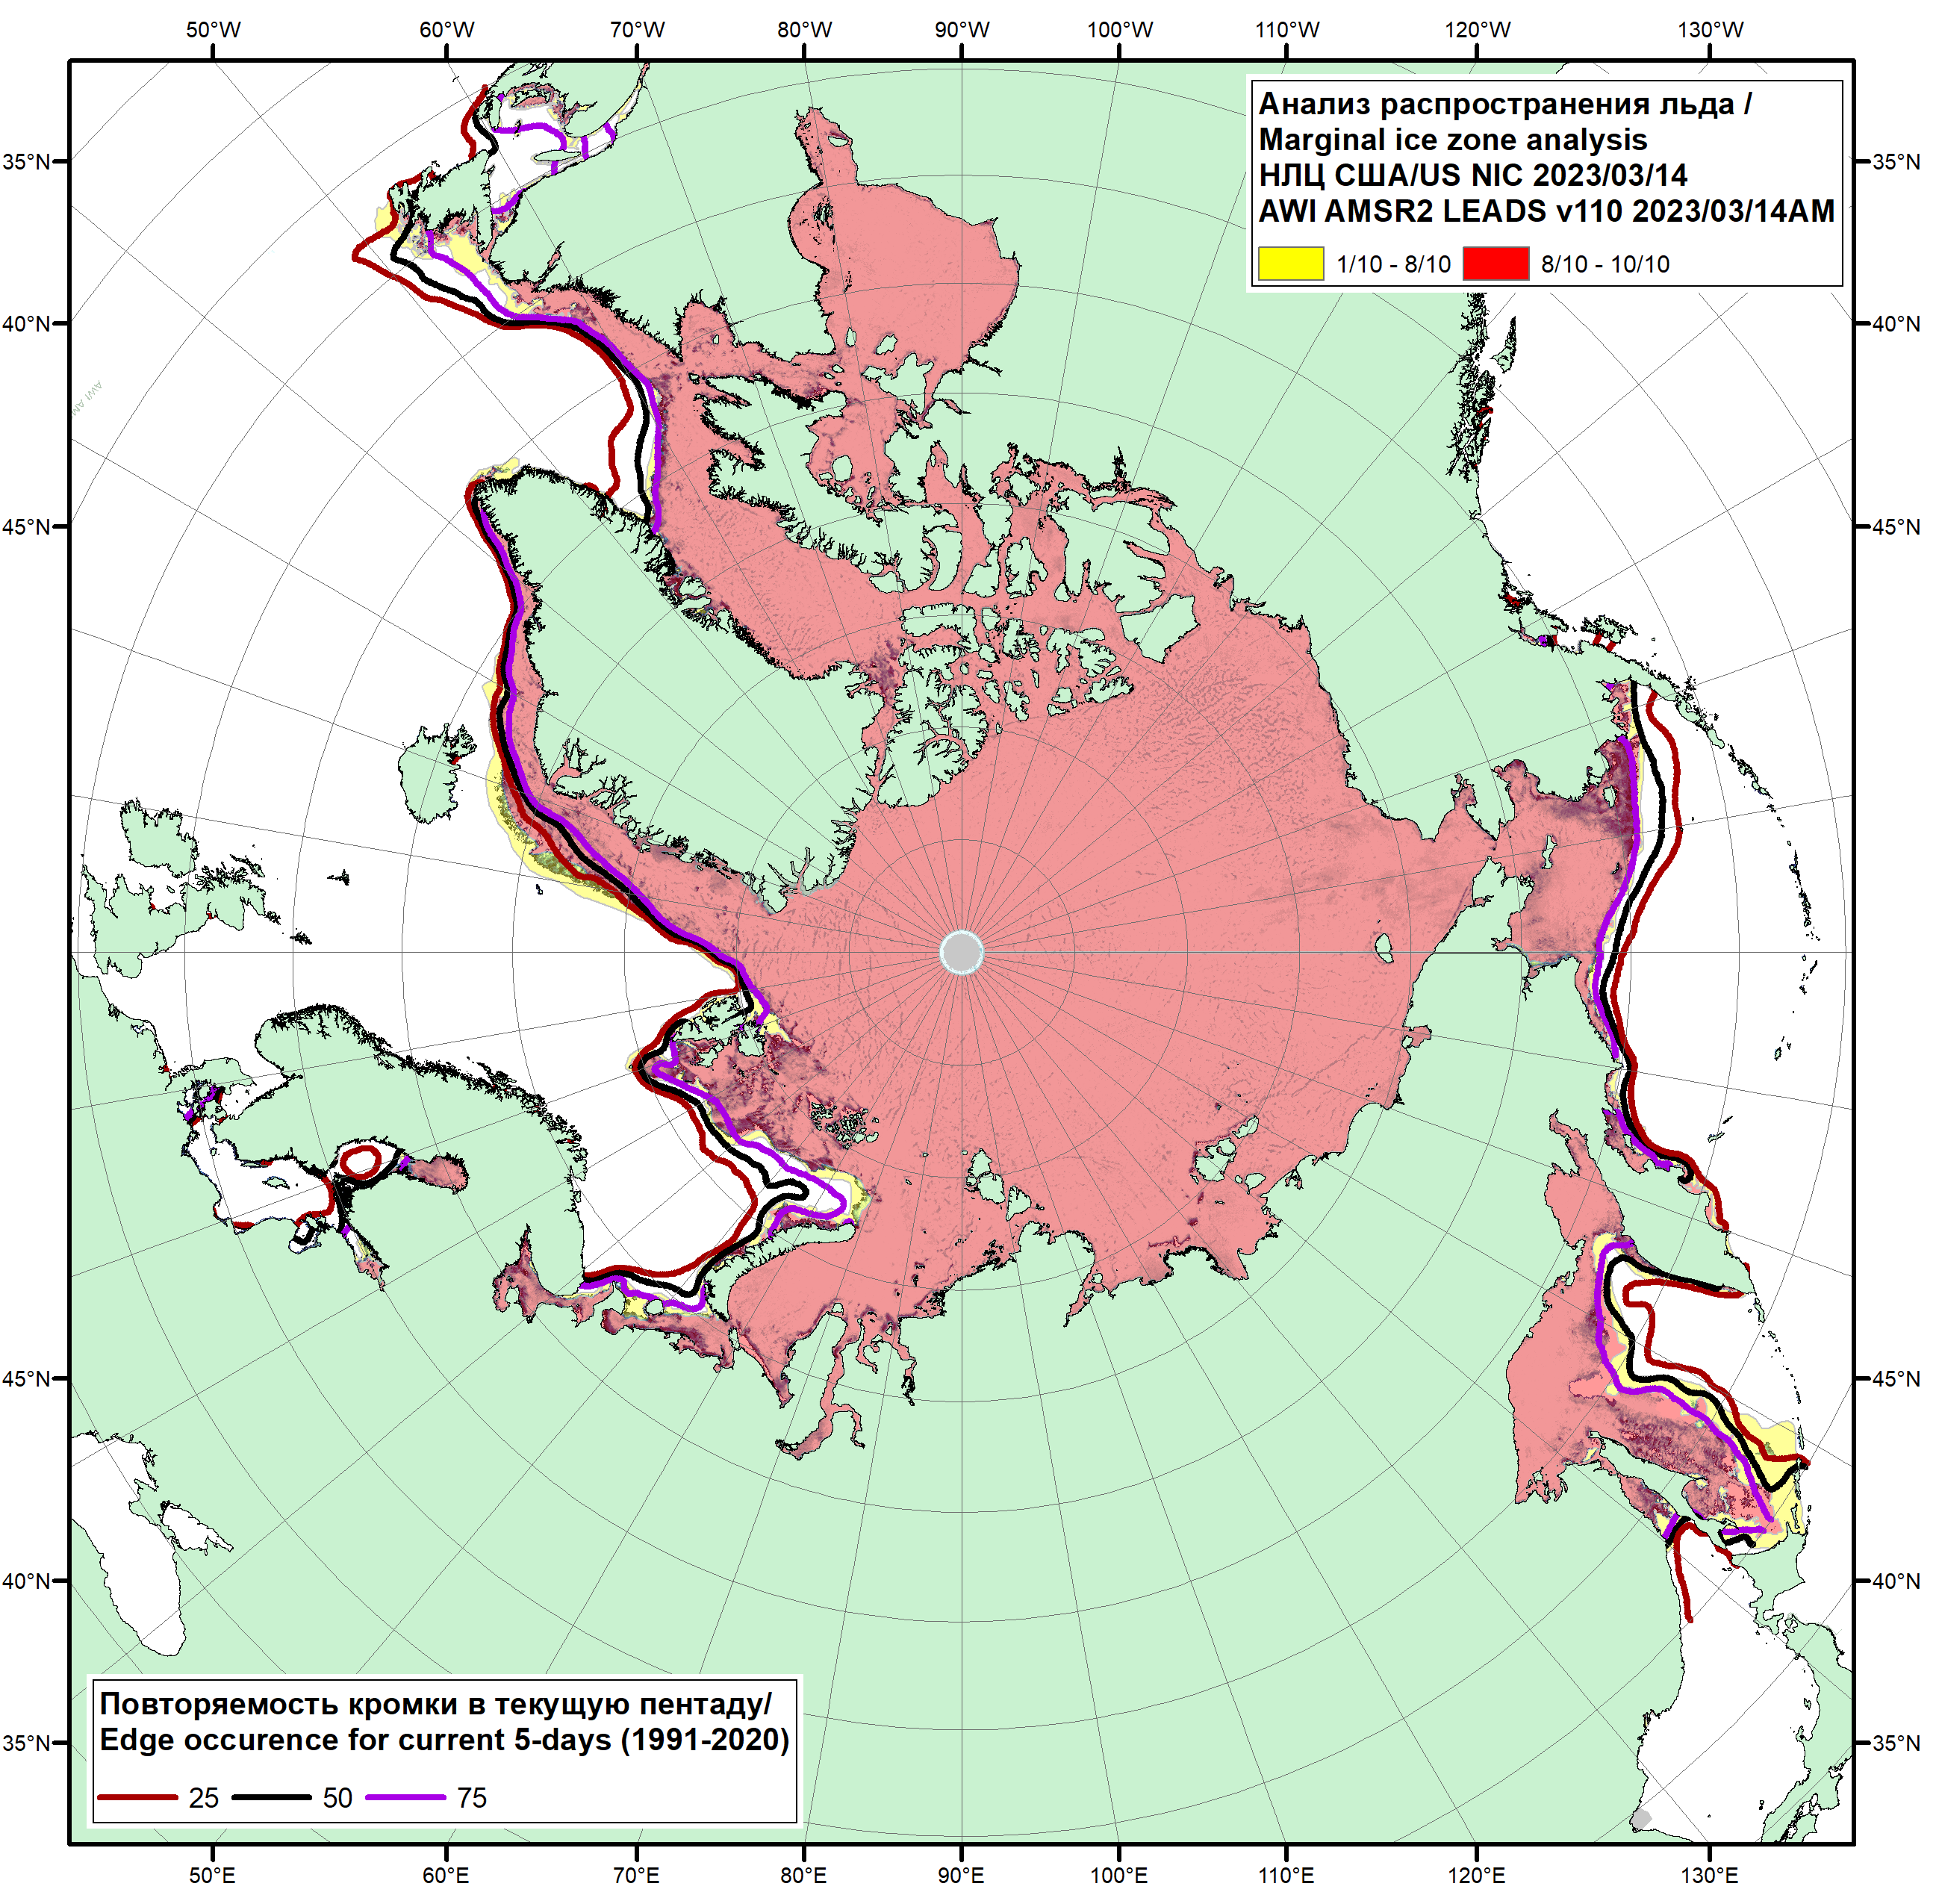 50°W 60°W 70°W 80°W 90°W 100°W 110°W 120°W 130°W
Анализ распространения льда /
Marginal ice zone analysis
НЛЦ США/US NIC 2023/03/14
AWI AMSR2 LEADS v110 2023/03/14AM
1/10 - 8/10 8/10 - 10/10
35°N 35°N
40°N 40°N
AWI AM
45°N 45°N
45°N 45°N
40°N 40°N
35°N 35°N
Повторяемость кромки в текущую пентаду/
Edge occurence for current 5-days (1991-2020)
25 50 75
50°E 60°E 70°E 80°E 90°E 100°E 110°E 120°E 130°E